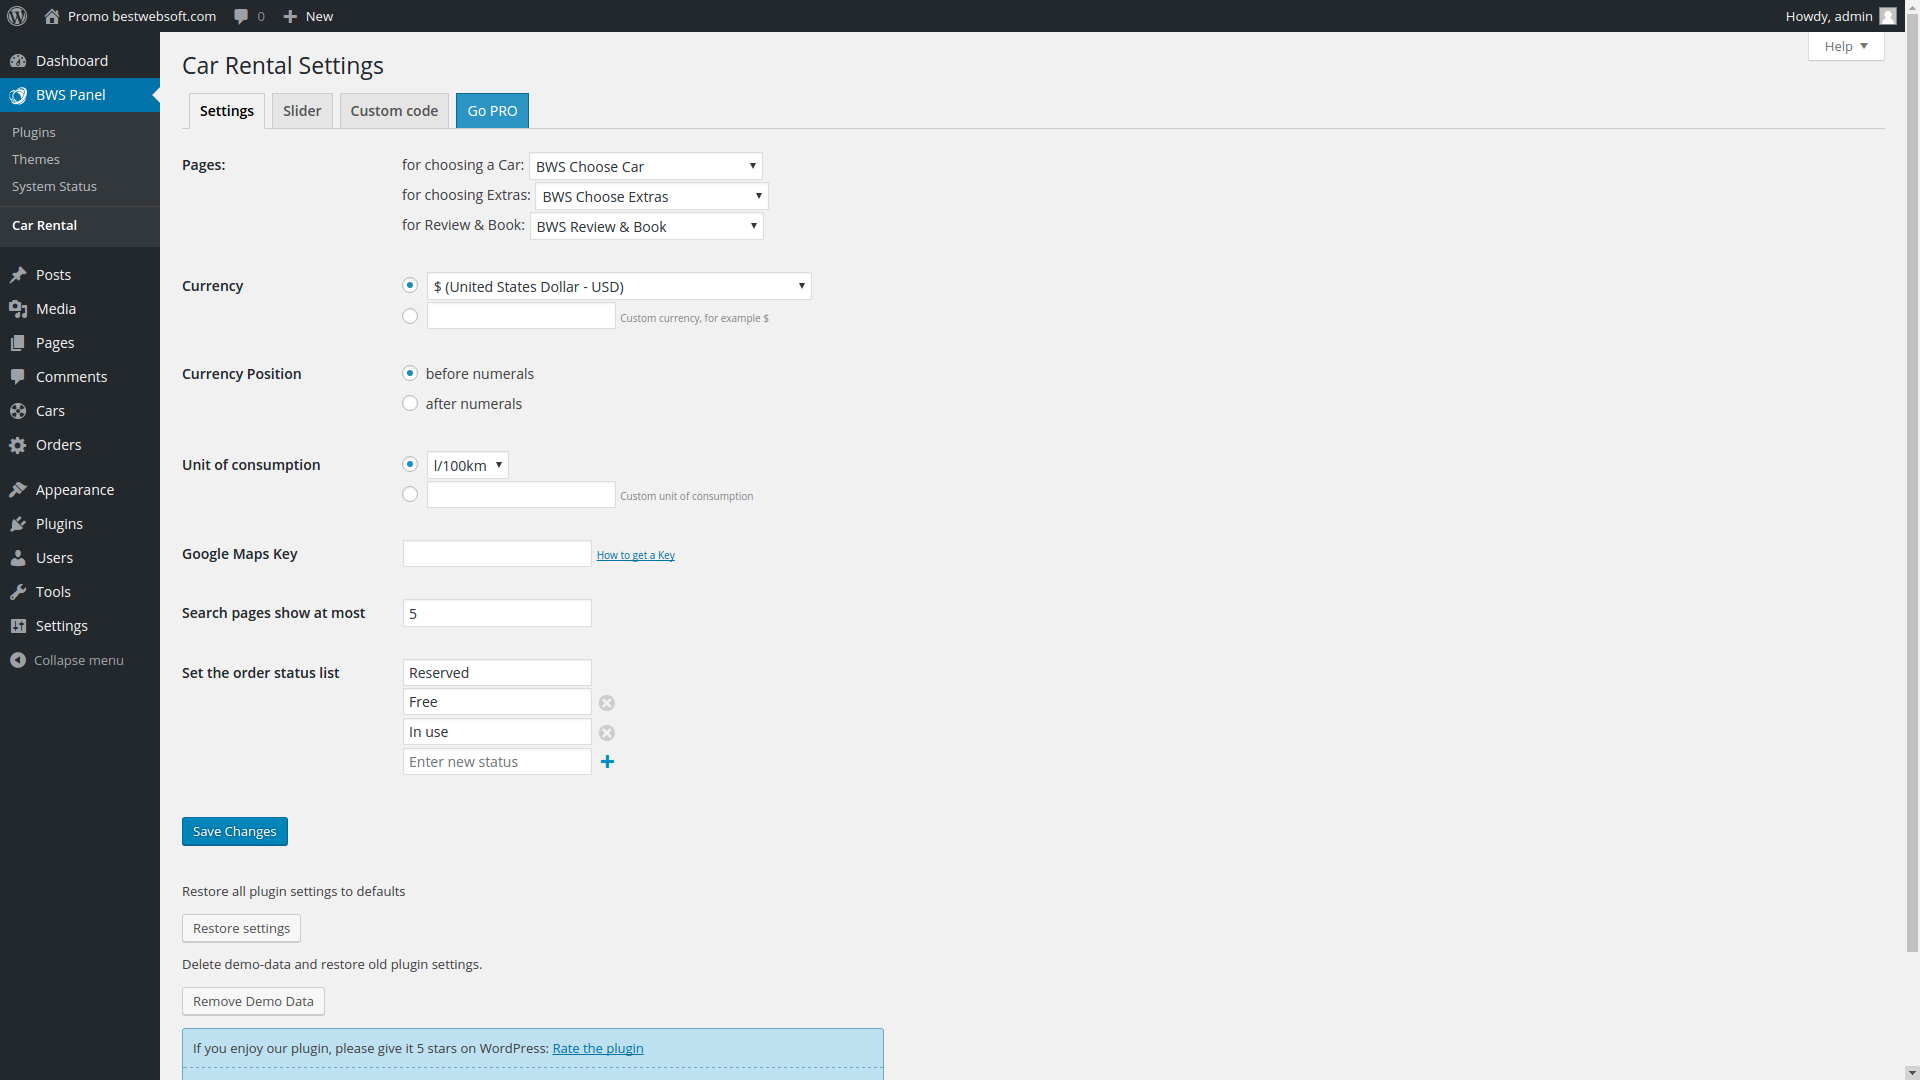 Promo bestwebsoft.com 0 New Howdy, admin
Help
Dashboard
BWS Panel
Plugins
Themes
System Status
Car Rental
Posts
Media
Pages
Comments
Cars
Orders
Appearance
Plugins
Users
Tools
Settings
Collapse menu
Car Rental Settings
Settings Slider Custom code Go PRO
Pages: for choosing a Car: BWS Choose Car
for choosing Extras: BWS Choose Extras
for Review & Book: BWS Review & Book
Currency $ (United States Dollar - USD)
Custom currency, for example $
Currency Position before numerals
after numerals
Unit of consumption l/100km
Custom unit of consumption
Google Maps Key How to get a Key
Search pages show at most 5
Set the order status list Reserved
Free
In use
Enter new status
Save Changes
Restore all plugin settings to defaults
Restore settings
Delete demo-data and restore old plugin settings.
Remove Demo Data
If you enjoy our plugin, please give it 5 stars on WordPress: Rate the plugin